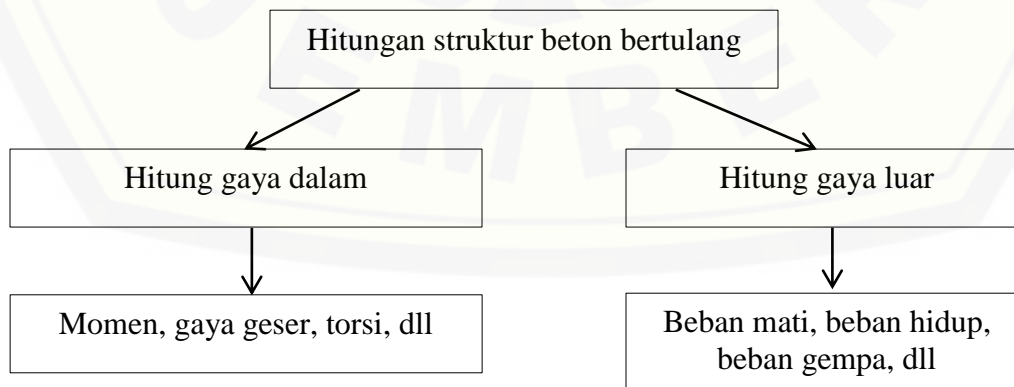 Hitungan struktur beton bertulang
Hitung gaya dalam
Hitung gaya luar
Momen, gaya geser, torsi, dll
Beban mati, beban hidup,
beban gempa, dll